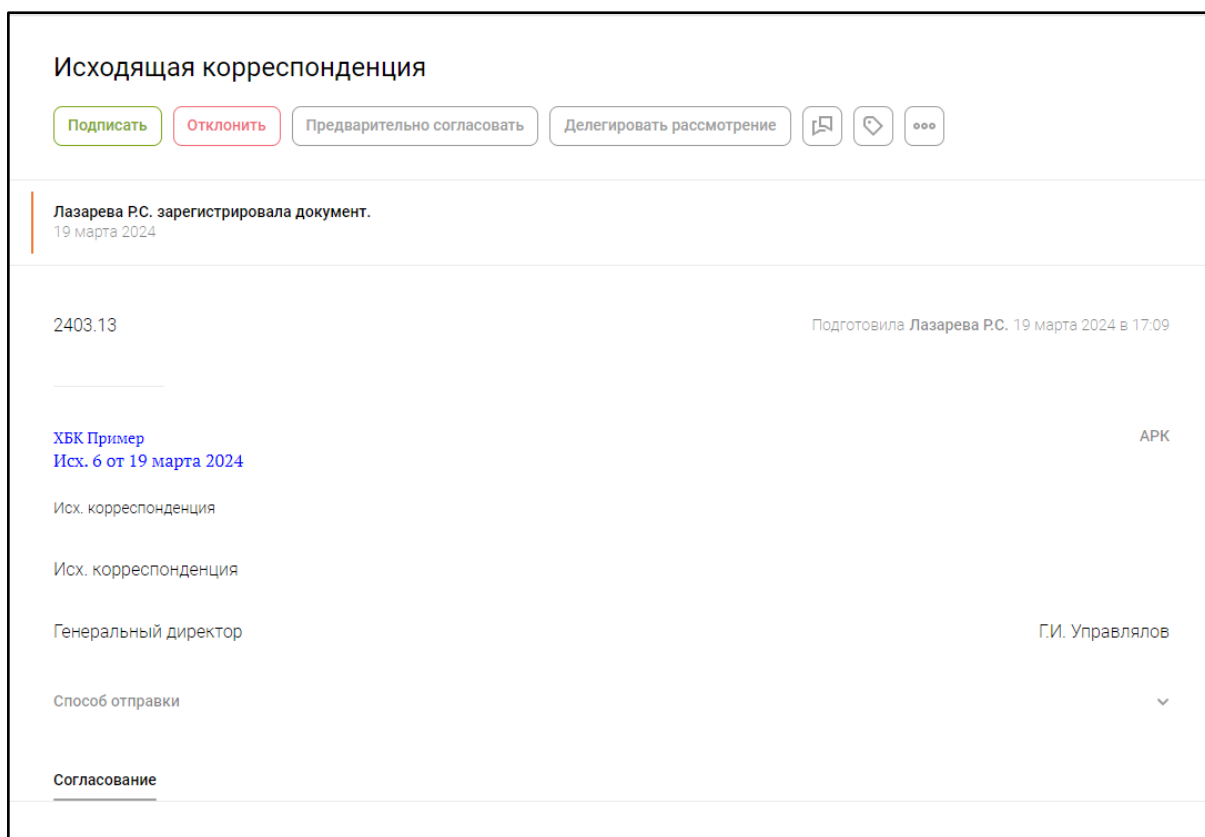 Исходящая корреспонденция
Подписать Отклонить Предварительно согласовать Делегировать рассмотрение
Лазарева Р.С. зарегистрировала документ.
19 марта 2024
2403.13 Подготовила Лазарева Р.С. 19 марта 2024 в 17:09
ХБК Пример АРК
Исх. 6 от 19 марта 2024
Исх. корреспонденция
Исх. корреспонденция
Генеральный директор Г.И. Управлялов
Способ отправки
Согласование